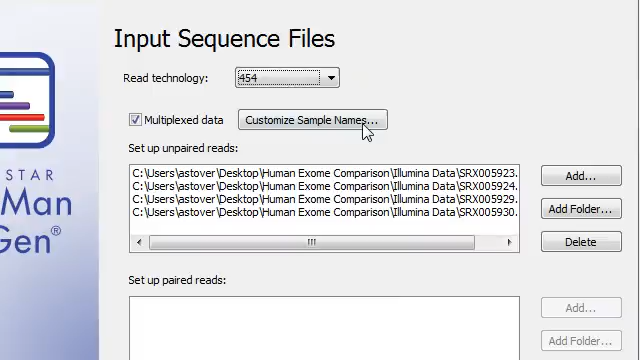 Input Sequence Files
Read technology: 454
Multiplexed data Customize Sample Names...
Set up unpaired reads:
C:\Users\astover\Desktop\Human Exome Comparison\Illumina Data\SRX005923.
C:\Users\astover\Desktop\Human Exome Comparison\Illumina Data\SRX005924.
C:\Users\astover\Desktop\Human Exome Comparison\Illumina Data\SRX005929.
C:\Users\astover\Desktop\Human Exome Comparison\Illumina Data\SRX005930.
Add...
Add Folder...
Delete
Set up paired reads:
Add...
Add Folder...
STAR
Man
Gen®